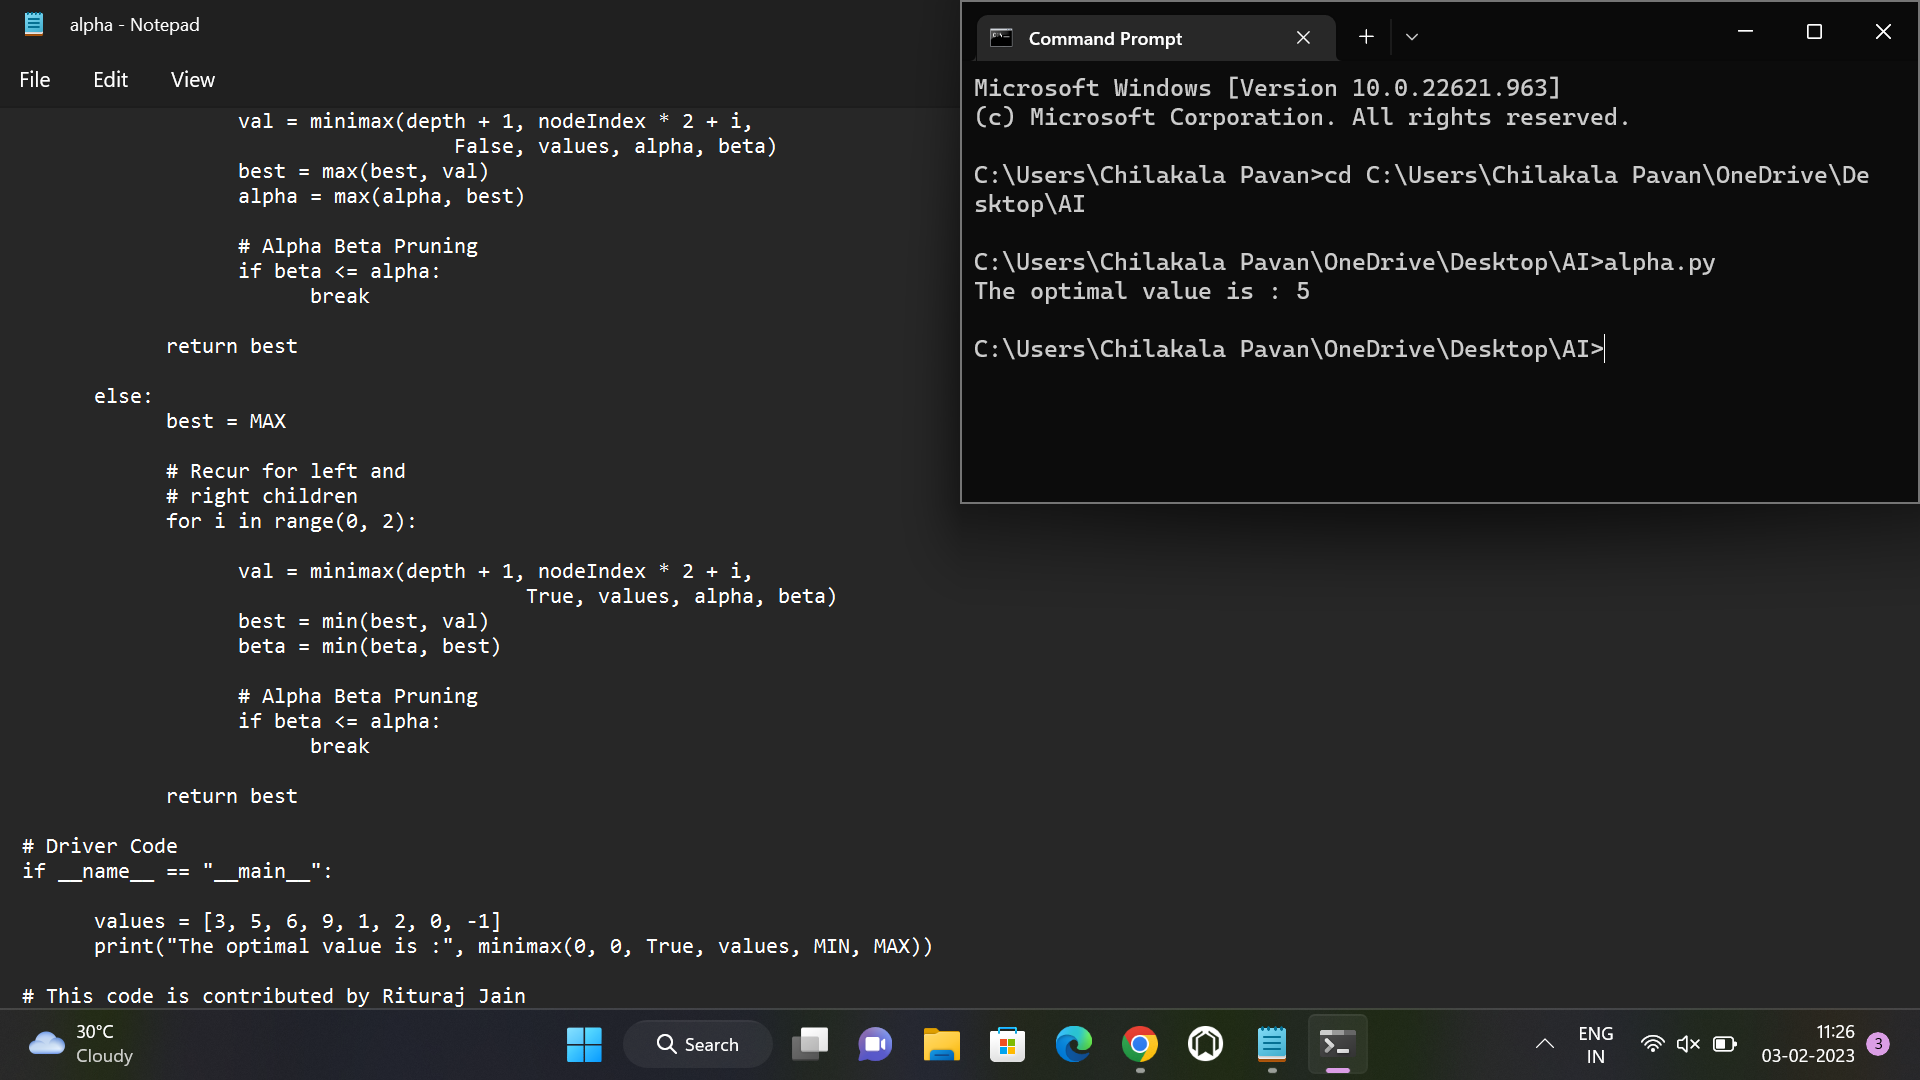 alpha - Notepad
File Edit View
val = minimax(depth + 1, nodeIndex * 2 + i,
False, values, alpha, beta)
best = max(best, val)
alpha = max(alpha, best)
# Alpha Beta Pruning
if beta <= alpha:
break
return best
else:
best = MAX
# Recur for left and
# right children
for i in range(0, 2):
val = minimax(depth + 1, nodeIndex * 2 + i,
True, values, alpha, beta)
best = min(best, val)
beta = min(beta, best)
# Alpha Beta Pruning
if beta <= alpha:
break
return best
# Driver Code
if __name__ == "__main__":
values = [3, 5, 6, 9, 1, 2, 0, -1]
print("The optimal value is :", minimax(0, 0, True, values, MIN, MAX))
# This code is contributed by Rituraj Jain
Command Prompt
Microsoft Windows [Version 10.0.22621.963]
(c) Microsoft Corporation. All rights reserved.
C:\Users\Chilakala Pavan>cd C:\Users\Chilakala Pavan\OneDrive\De
sktop\AI
C:\Users\Chilakala Pavan\OneDrive\Desktop\AI>alpha.py
The optimal value is : 5
C:\Users\Chilakala Pavan\OneDrive\Desktop\AI>
30°C
Cloudy
Search
ENG
IN
11:26
03-02-2023
3